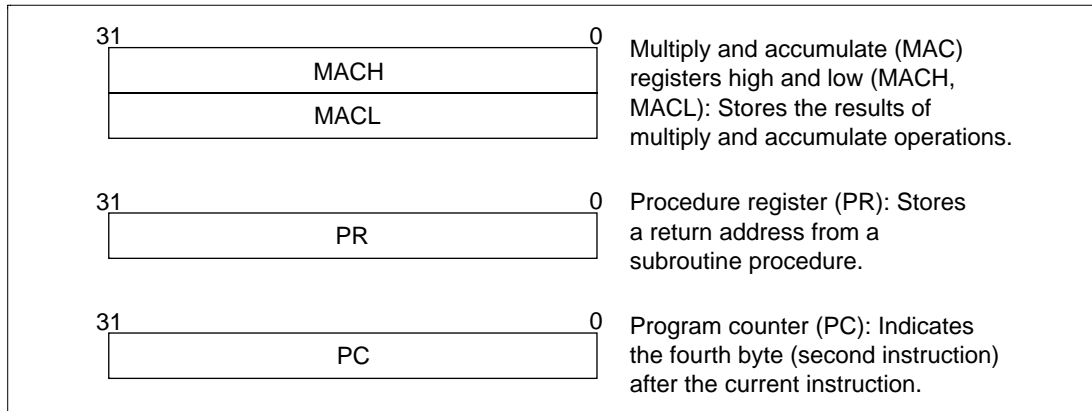 31 0
MACH
MACL
Multiply and accumulate (MAC)
registers high and low (MACH,
MACL): Stores the results of
multiply and accumulate operations.
31 0
PR
Procedure register (PR): Stores
a return address from a
subroutine procedure.
31 0
PC
Program counter (PC): Indicates
the fourth byte (second instruction)
after the current instruction.